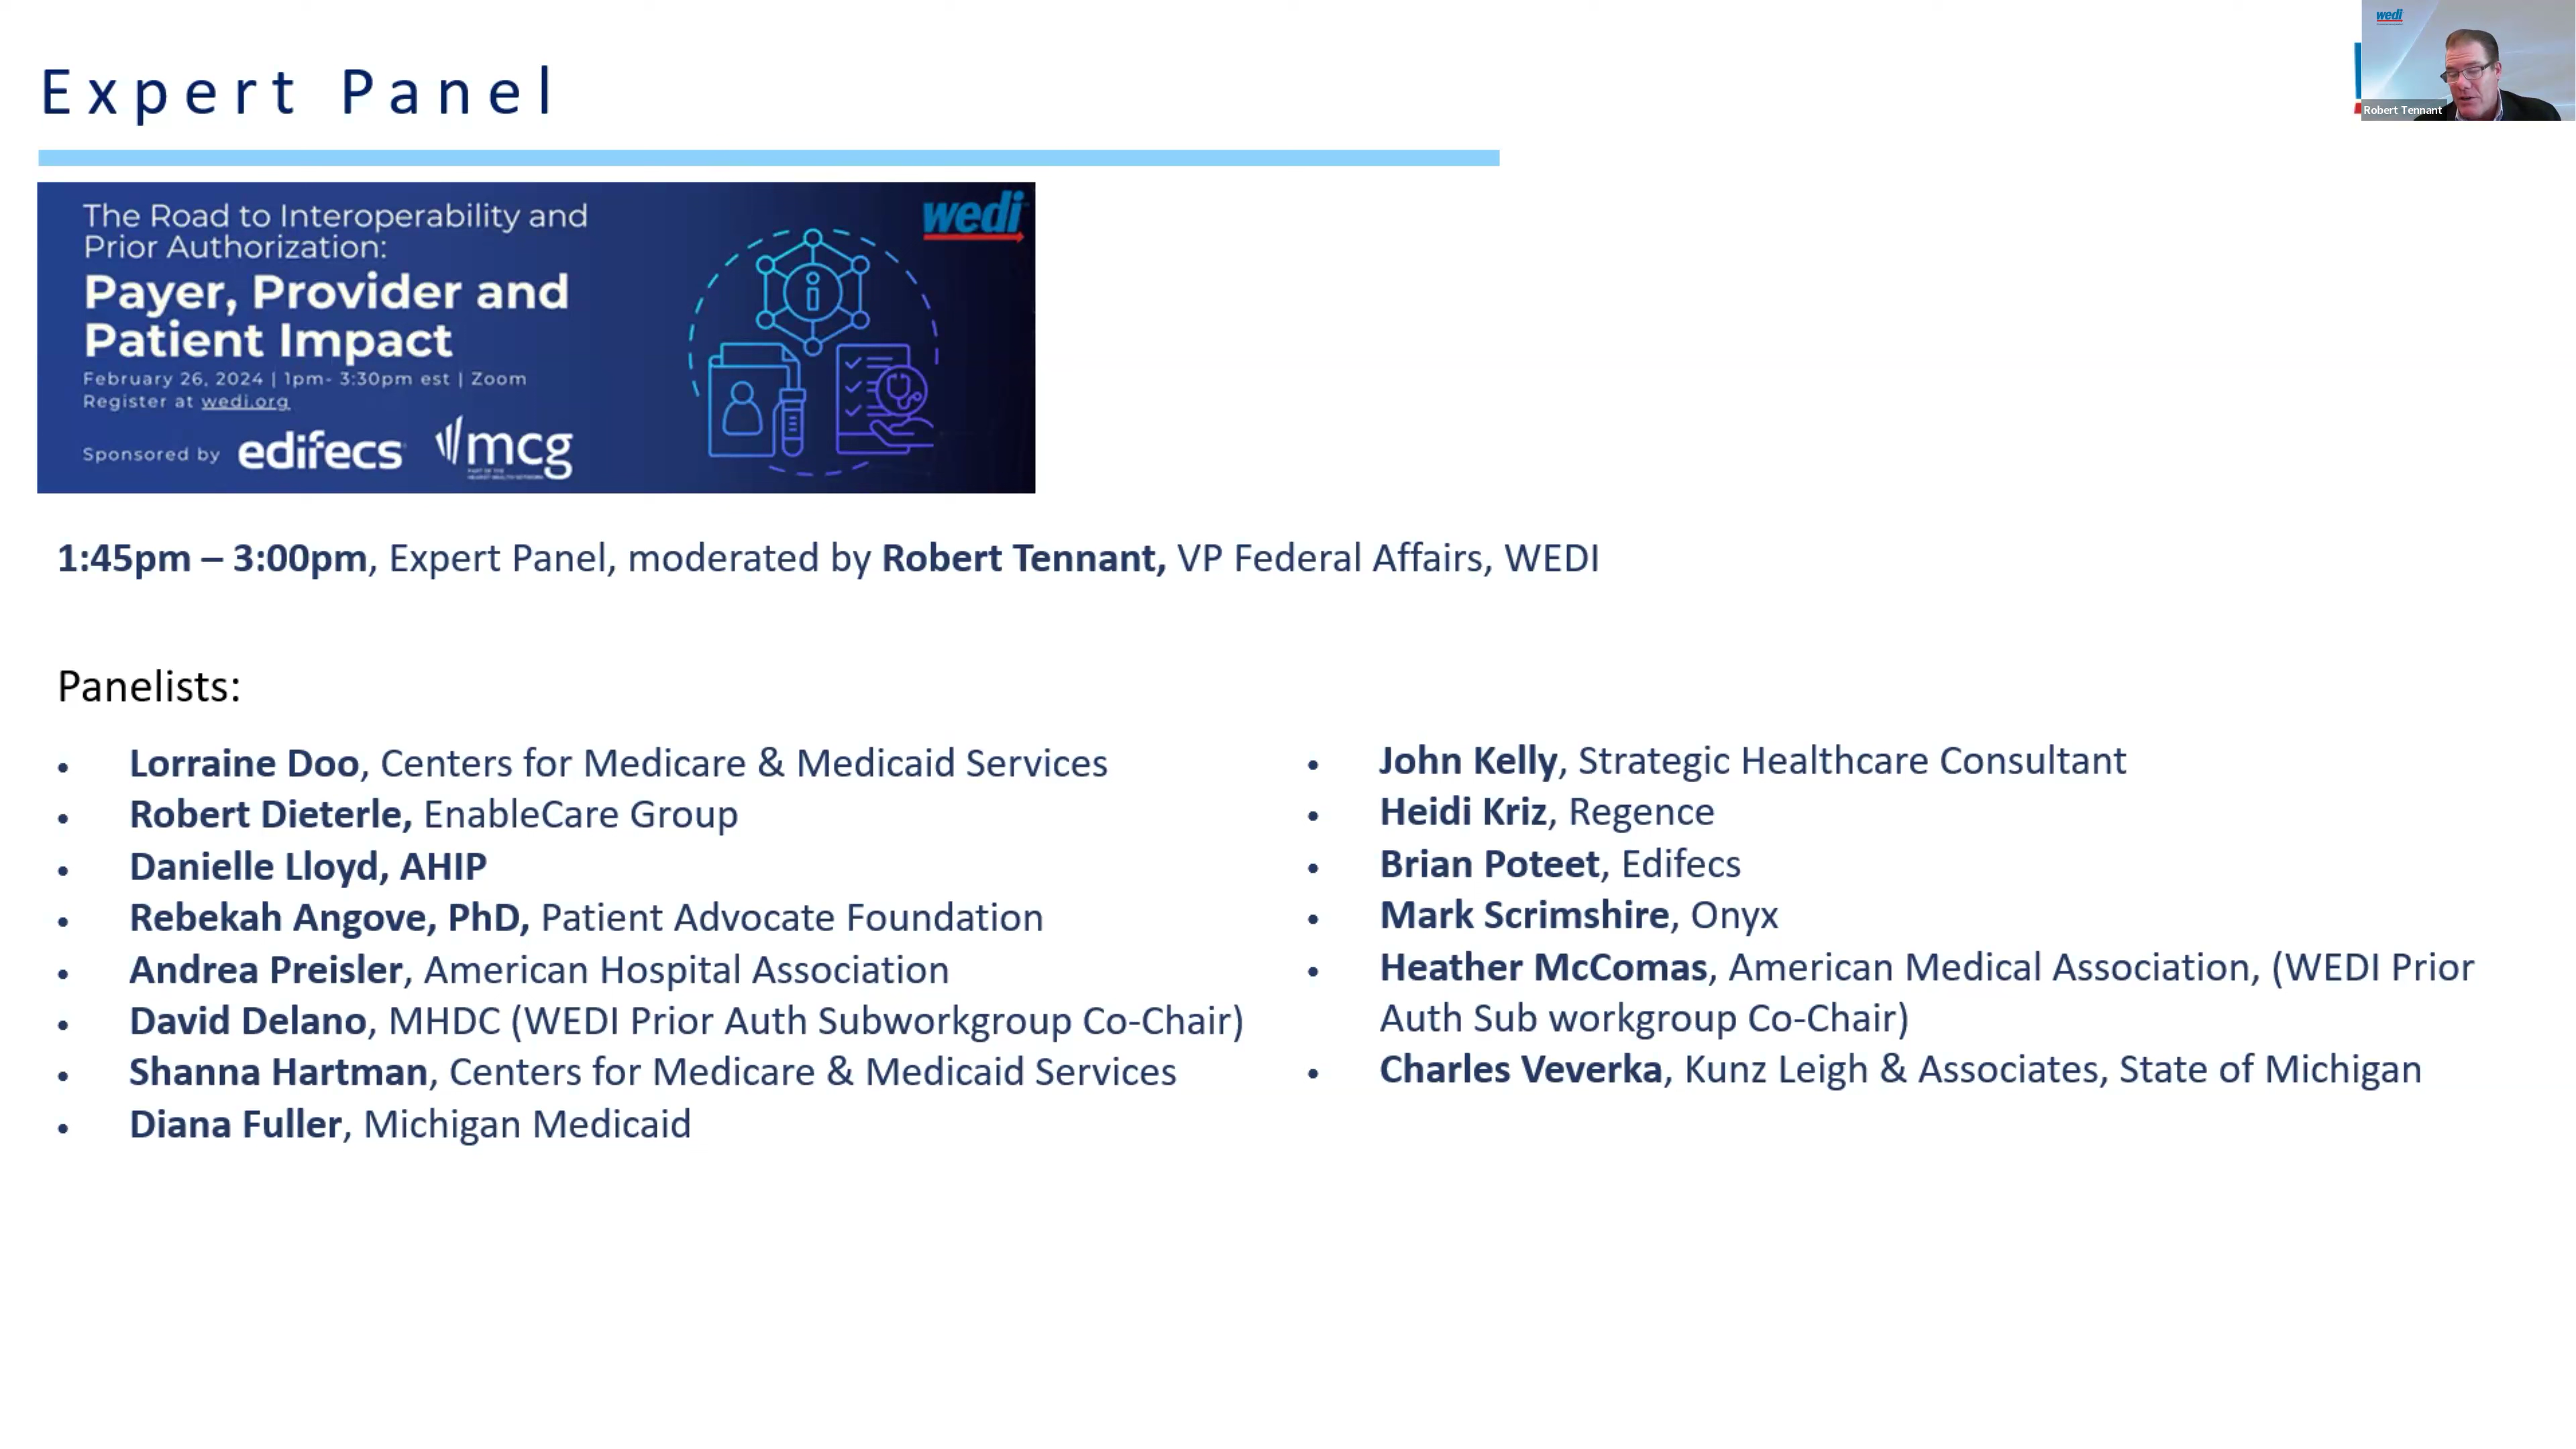 Expert Panel
wedi
Robert Tennant
The Road to Interoperability and
Prior Authorization:
Payer, Provider and
Patient Impact
February 26, 2024 | 1pm- 3:30pm est | Zoom
Register at wedi.org
Sponsored by edifecs mcg
wedi
1:45pm – 3:00pm, Expert Panel, moderated by Robert Tennant, VP Federal Affairs, WEDI
Panelists:
• Lorraine Doo, Centers for Medicare & Medicaid Services
• Robert Dieterle, EnableCare Group
• Danielle Lloyd, AHIP
• Rebekah Angove, PhD, Patient Advocate Foundation
• Andrea Preisler, American Hospital Association
• David Delano, MHDC (WEDI Prior Auth Subworkgroup Co-Chair)
• Shanna Hartman, Centers for Medicare & Medicaid Services
• Diana Fuller, Michigan Medicaid
• John Kelly, Strategic Healthcare Consultant
• Heidi Kriz, Regence
• Brian Poteet, Edifecs
• Mark Scrimshire, Onyx
• Heather McComas, American Medical Association, (WEDI Prior
Auth Sub workgroup Co-Chair)
• Charles Veverka, Kunz Leigh & Associates, State of Michigan